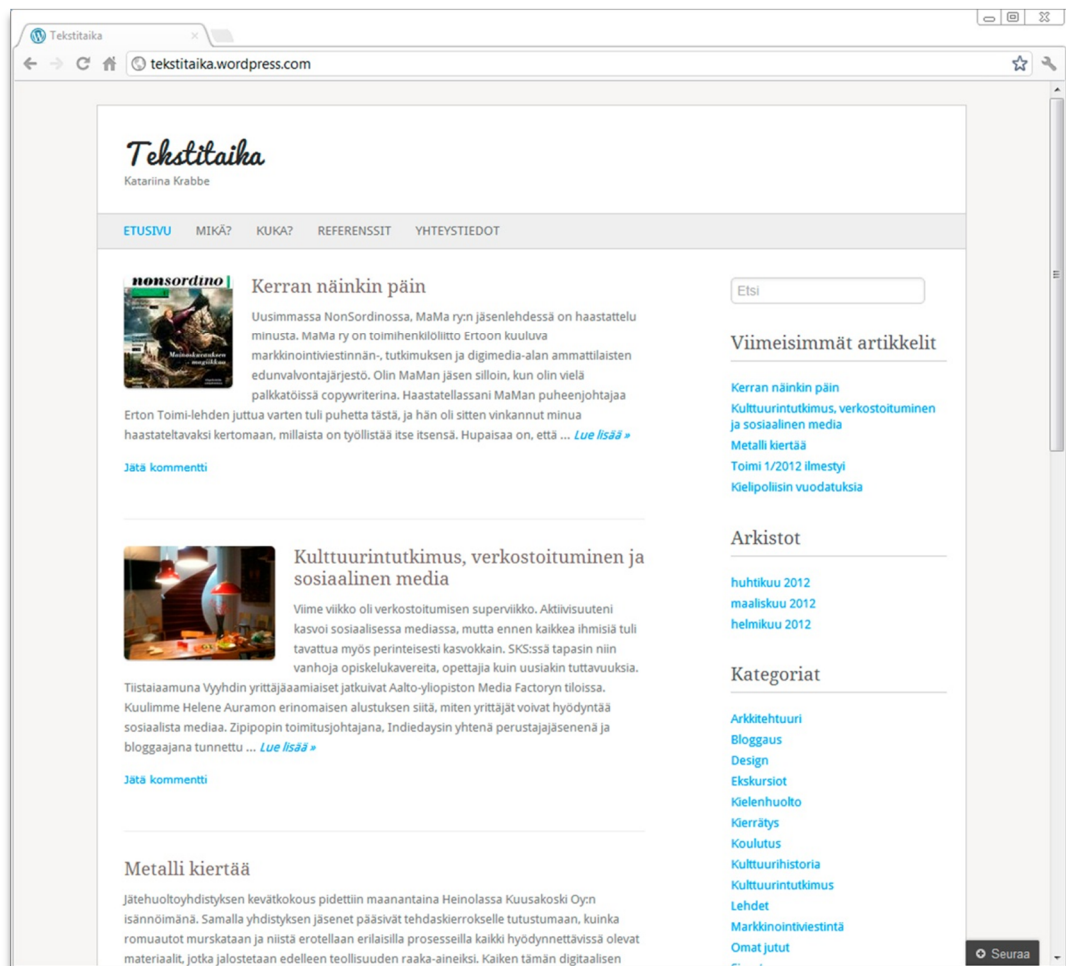 Tekstitaika
tekstitaika.wordpress.com
Tekstitaika
Katariina Krabbe
ETUSIVU MIKÄ? KUKA? REFERENSSIT YHTEYSTIEDOT
nonsordino
Mainoskuvauksen
magiikkaa
Kerran näinkin päin
Uusimmassa NonSordinossa, MaMa ry:n jäsenlehdessä on haastattelu
minusta. MaMa ry on toimihenkilöliitto Ertoon kuuluva
markkinointiviestinnän-, tutkimuksen ja digimedia-alan ammattilaisten
edunvalvontajärjestö. Olin MaMan jäsen silloin, kun olin vielä
palkkatöissä copywriterina. Haastatellassani MaMan puheenjohtajaa
Erton Toimi-lehden juttua varten tuli puhetta tästä, ja hän oli sitten vinkannut minua
haastateltavaksi kertomaan, millaista on työllistää itse itsensä. Hupaisaa on, että ... Lue lisää »
Jätä kommentti
Kulttuurintutkimus, verkostoituminen ja
sosiaalinen media
Viime viikko oli verkostoitumisen superviikko. Aktiivisuuteni
kasvoi sosiaalisessa mediassa, mutta ennen kaikkea ihmisiä tuli
tavattua myös perinteisesti kasvokkain. SKS:ssä tapasin niin
vanhoja opiskelukavereita, opettajia kuin uusiakin tuttavuuksia.
Tiistaiaamuna Vyyhdin yrittäjäaamiaiset jatkuivat Aalto-yliopiston Media Factoryn tiloissa.
Kuulimme Helene Auramon erinomaisen alustuksen siitä, miten yrittäjät voivat hyödyntää
sosiaalista mediaa. Zipipopin toimitusjohtajana, Indiedaysin yhtenä perustajajäsenenä ja
bloggaajana tunnettu ... Lue lisää »
Jätä kommentti
Metalli kiertää
Jätehuoltoyhdistyksen kevätkokous pidettiin maanantaina Heinolassa Kuusakoski Oy:n
isännöimänä. Samalla yhdistyksen jäsenet pääsivät tehdaskierrokselle tutustumaan, kuinka
romuautot murskataan ja niistä erotellaan erilaisilla prosesseilla kaikki hyödynnettävissä olevat
materiaalit, jotka jalostetaan edelleen teollisuuden raaka-aineiksi. Kaiken tämän digitaalisen
Etsi
Viimeisimmät artikkelit
Kerran näinkin päin
Kulttuurintutkimus, verkostoituminen
ja sosiaalinen media
Metalli kiertää
Toimi 1/2012 ilmestyi
Kielipoliisin vuodatuksia
Arkistot
huhtikuu 2012
maaliskuu 2012
helmikuu 2012
Kategoriat
Arkkitehtuuri
Bloggaus
Design
Ekskursiot
Kielenhuolto
Kierrätys
Koulutus
Kulttuurihistoria
Kulttuurintutkimus
Lehdet
Markkinointiviestintä
Omat jutut
Seuraa